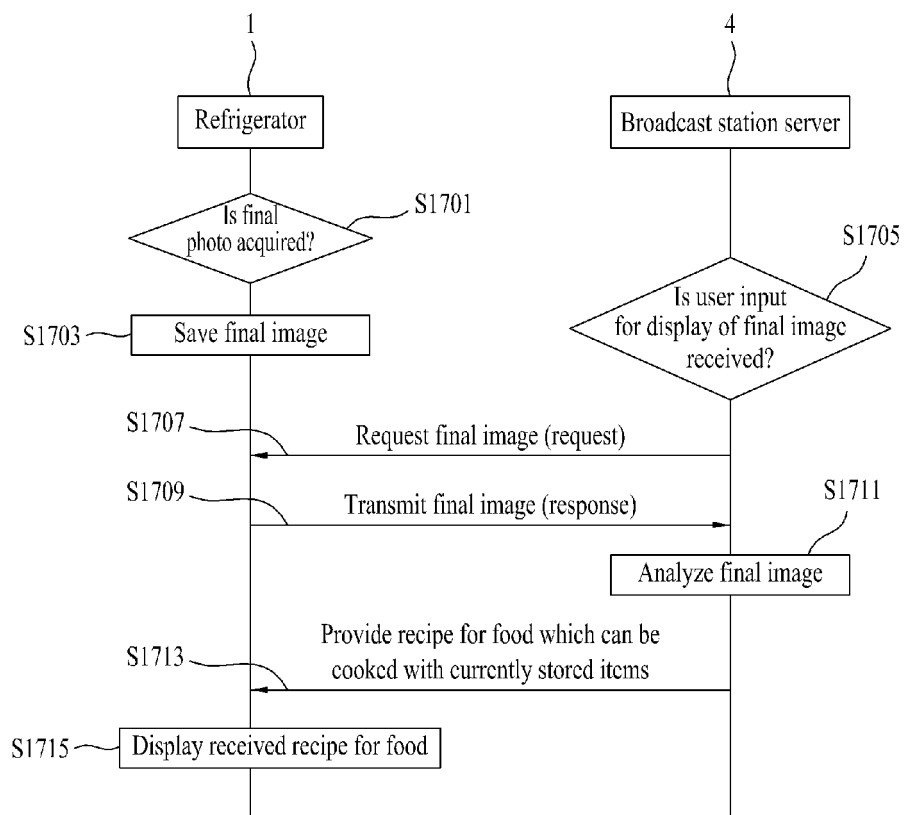 1
4
Refrigerator
Broadcast station server
Is final
photo acquired?
S1701
S1705
Is user input
for display of final image
received?
S1703
Save final image
S1707
Request final image (request)
S1709
Transmit final image (response)
S1711
Analyze final image
Provide recipe for food which can be
cooked with currently stored items
S1713
S1715
Display received recipe for food